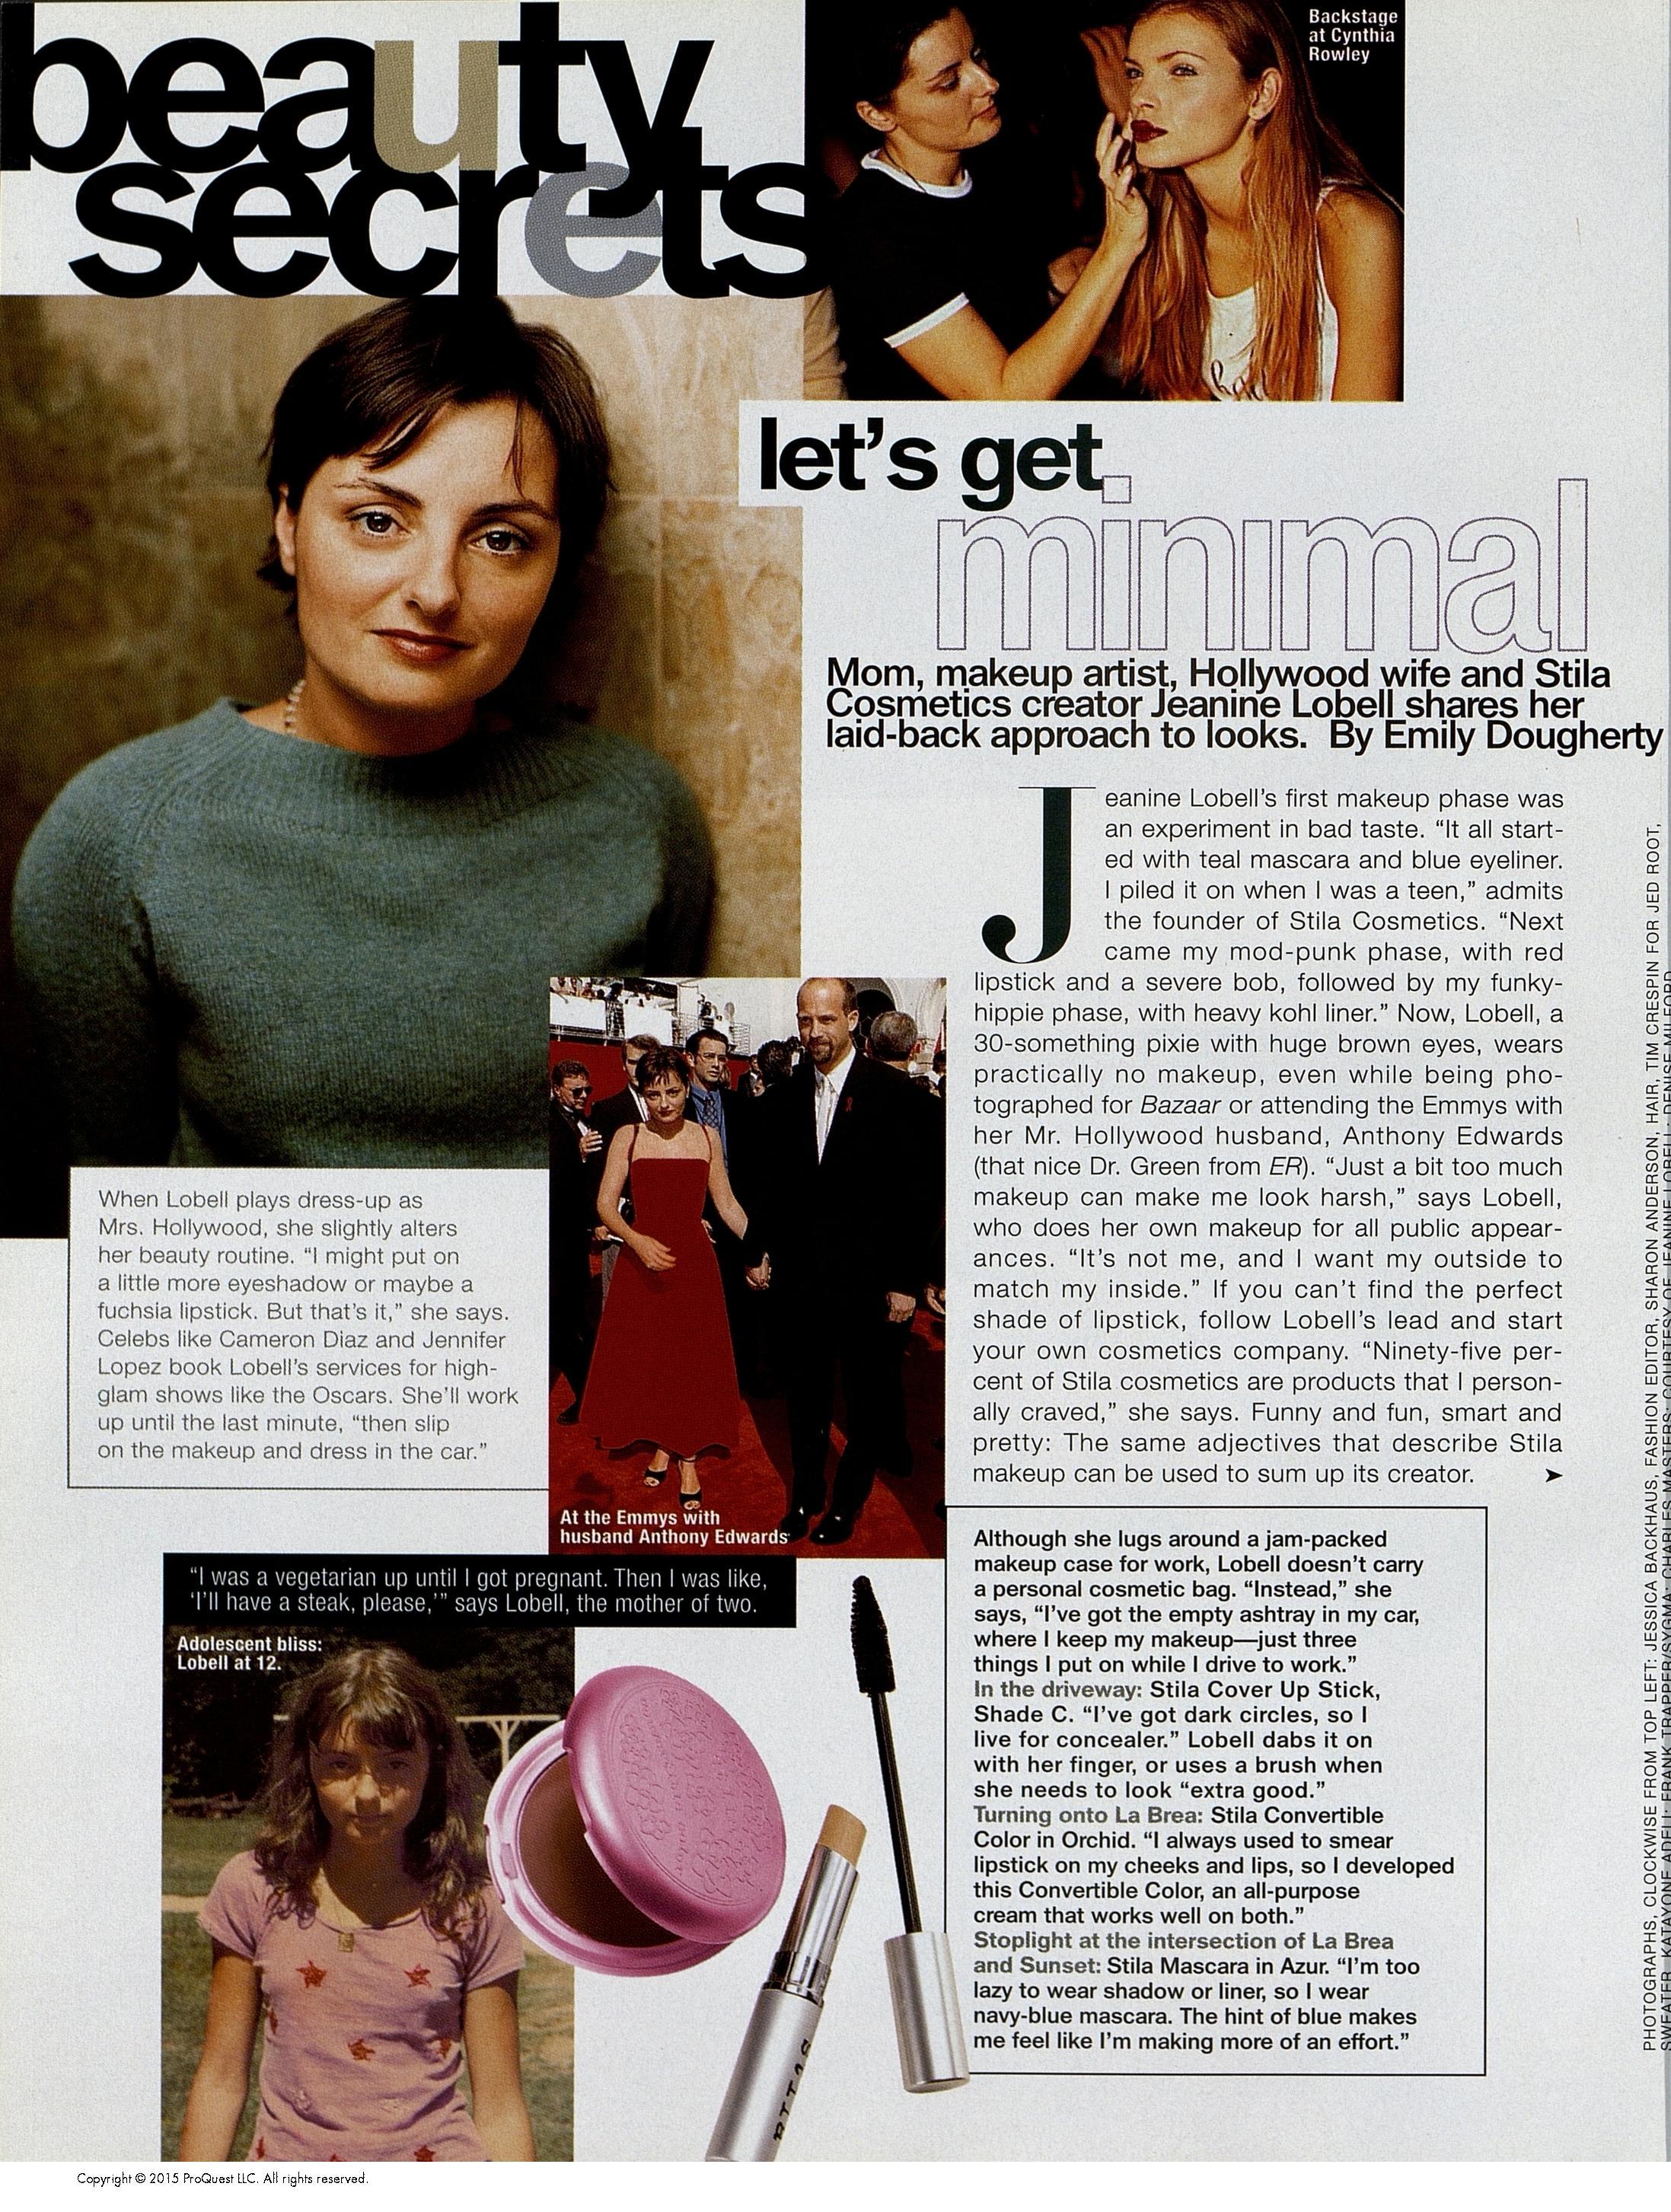 beauty
secrets
Backstage
at Cynthia
Rowley
let's get
minimal
Mom, makeup artist, Hollywood wife and Stila
Cosmetics creator Jeanine Lobell shares her
laid-back approach to looks. By Emily Dougherty
Jeanine Lobell's first makeup phase was
an experiment in bad taste. “It all start-
ed with teal mascara and blue eyeliner.
I piled it on when I was a teen,” admits
the founder of Stila Cosmetics. “Next
came my mod-punk phase, with red
lipstick and a severe bob, followed by my funky-
hippie phase, with heavy kohl liner.” Now, Lobell, a
30-something pixie with huge brown eyes, wears
practically no makeup, even while being pho-
tographed for Bazaar or attending the Emmys with
her Mr. Hollywood husband, Anthony Edwards
(that nice Dr. Green from ER). “Just a bit too much
makeup can make me look harsh,” says Lobell,
who does her own makeup for all public appear-
ances. “It's not me, and I want my outside to
match my inside.” If you can't find the perfect
shade of lipstick, follow Lobell's lead and start
your own cosmetics company. “Ninety-five per-
cent of Stila cosmetics are products that I person-
ally craved,” she says. Funny and fun, smart and
pretty: The same adjectives that describe Stila
makeup can be used to sum up its creator. ➤
When Lobell plays dress-up as
Mrs. Hollywood, she slightly alters
her beauty routine. “I might put on
a little more eyeshadow or maybe a
fuchsia lipstick. But that's it,” she says.
Celebs like Cameron Diaz and Jennifer
Lopez book Lobell's services for high-
glam shows like the Oscars. She'll work
up until the last minute, “then slip
on the makeup and dress in the car.”
At the Emmys with
husband Anthony Edwards
“I was a vegetarian up until I got pregnant. Then I was like,
‘I'll have a steak, please,’” says Lobell, the mother of two.
Adolescent bliss:
Lobell at 12.
Although she lugs around a jam-packed
makeup case for work, Lobell doesn't carry
a personal cosmetic bag. “Instead,” she
says, “I've got the empty ashtray in my car,
where I keep my makeup—just three
things I put on while I drive to work.”
In the driveway: Stila Cover Up Stick,
Shade C. “I've got dark circles, so I
live for concealer.” Lobell dabs it on
with her finger, or uses a brush when
she needs to look “extra good.”
Turning onto La Brea: Stila Convertible
Color in Orchid. “I always used to smear
lipstick on my cheeks and lips, so I developed
this Convertible Color, an all-purpose
cream that works well on both.”
Stoplight at the intersection of La Brea
and Sunset: Stila Mascara in Azur. “I'm too
lazy to wear shadow or liner, so I wear
navy-blue mascara. The hint of blue makes
me feel like I'm making more of an effort.”
PHOTOGRAPHS, CLOCKWISE FROM TOP LEFT: JESSICA BACKHAUS, FASHION EDITOR, SHARON ANDERSON, HAIR, TIM CRESPIN FOR JED ROOT,
SWEATER, KATAYONE ADELI; FRANK TRAPPER/SYGMA; CHARLES MASTERS; COURTESY OF JEANINE LOBELL; DENISE MILFORD
Copyright © 2015 ProQuest LLC. All rights reserved.